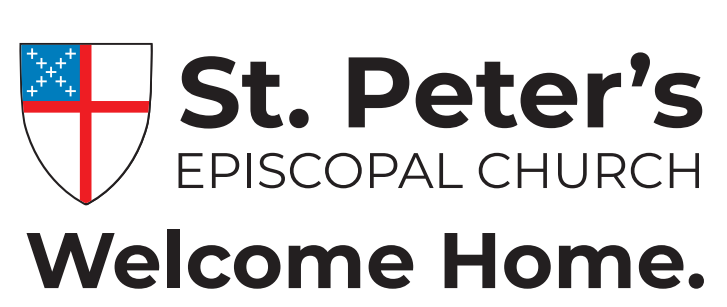 St. Peter’s
EPISCOPAL CHURCH
Welcome Home.